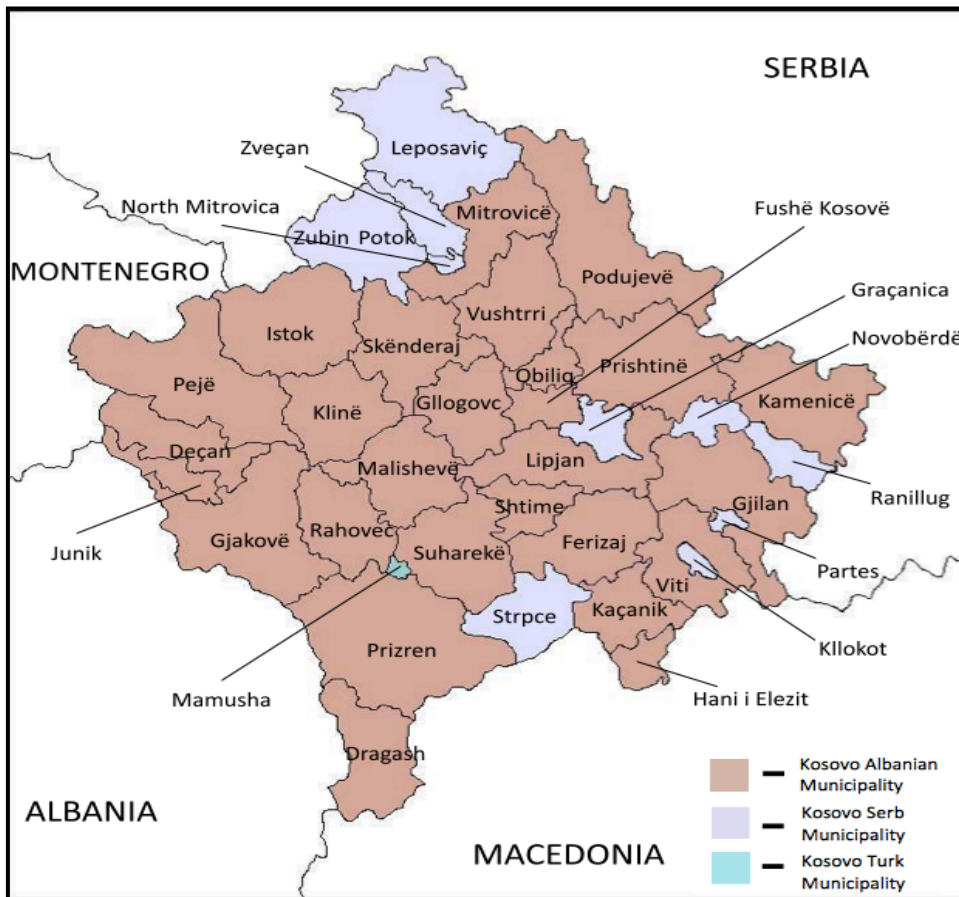 SERBIA
Leposaviç
Zveçan
North Mitrovica
Mitrovicë
Fushë Kosovë
Zubin Potok
MONTENEGRO
Podujevë
Graçanica
Istok
Vushtrri
Novobërdë
Skënderaj
Obiliq
Prishtinë
Pejë
Klinë
Gllogovc
Kamenicë
Deçan
Malishevë
Lipjan
Ranillug
Junik
Shtime
Gjilan
Gjakovë
Rahovec
Suharekë
Ferizaj
Partes
Viti
Strpce
Kaçanik
Kllokot
Prizren
Mamusha
Hani i Elezit
Dragash
ALBANIA
MACEDONIA
Kosovo Albanian
Municipality
Kosovo Serb
Municipality
Kosovo Turk
Municipality